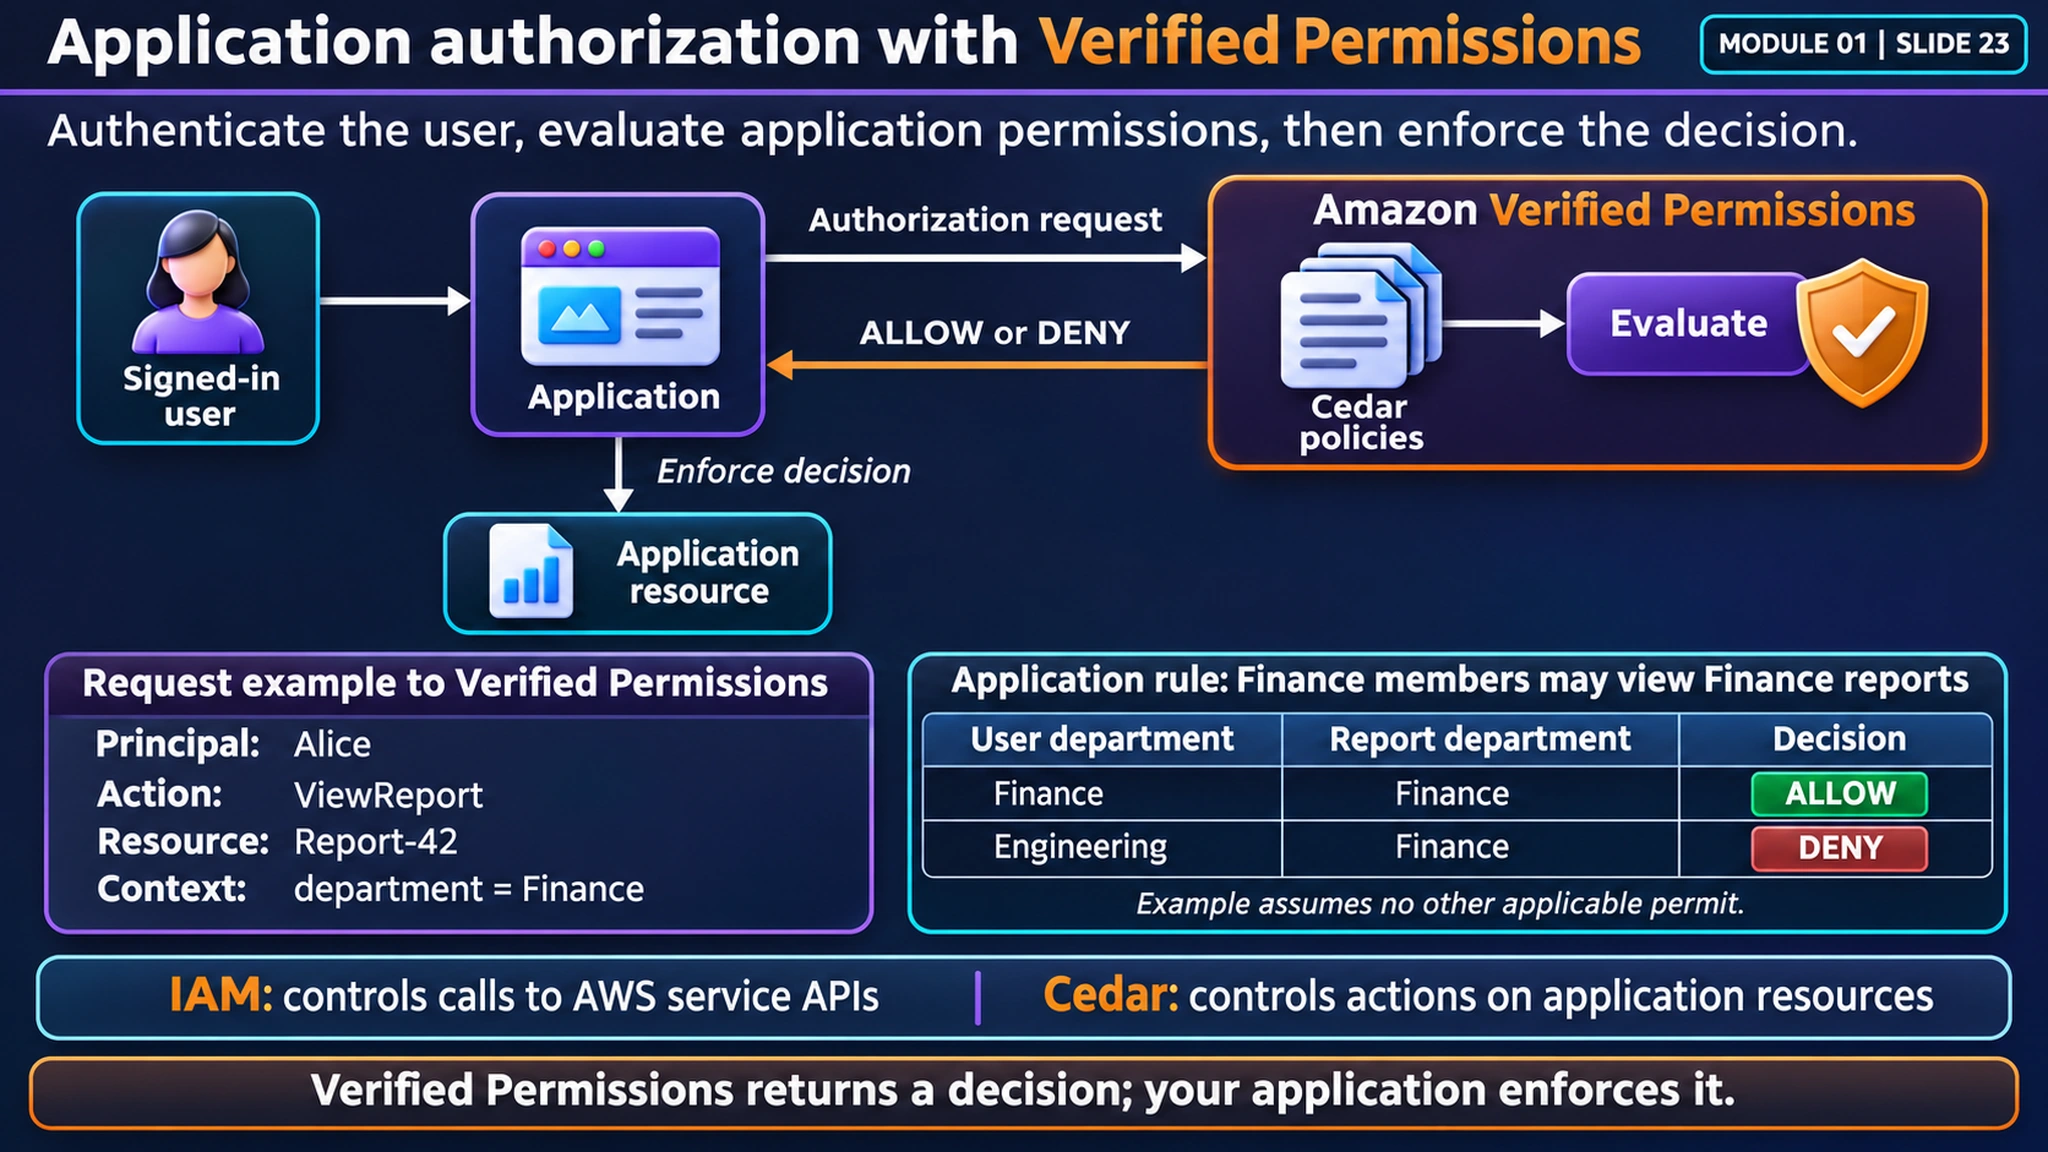 Application authorization with Verified Permissions
MODULE 01 | SLIDE 23
Authenticate the user, evaluate application permissions, then enforce the decision.
Signed-in
user
Application
Authorization request
ALLOW or DENY
Amazon Verified Permissions
Cedar
policies
Evaluate
Enforce decision
Application
resource
Request example to Verified Permissions
Principal: Alice
Action: ViewReport
Resource: Report-42
Context: department = Finance
Application rule: Finance members may view Finance reports
User department Report department Decision
Finance Finance ALLOW
Engineering Finance DENY
Example assumes no other applicable permit.
IAM: controls calls to AWS service APIs | Cedar: controls actions on application resources
Verified Permissions returns a decision; your application enforces it.